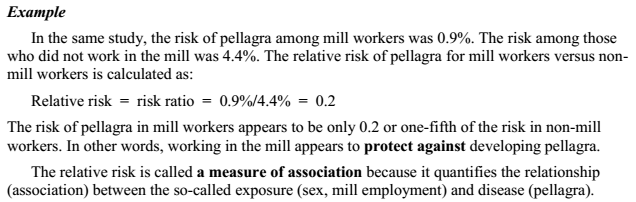 Example
In the same study, the risk of pellagra among mill workers was 0.9%. The risk among those
who did not work in the mill was 4.4%. The relative risk of pellagra for mill workers versus non-
mill workers is calculated as:
Relative risk = risk ratio = 0.9%/4.4% = 0.2
The risk of pellagra in mill workers appears to be only 0.2 or one-fifth of the risk in non-mill
workers. In other words, working in the mill appears to protect against developing pellagra.
The relative risk is called a measure of association because it quantifies the relationship
(association) between the so-called exposure (sex, mill employment) and disease (pellagra).